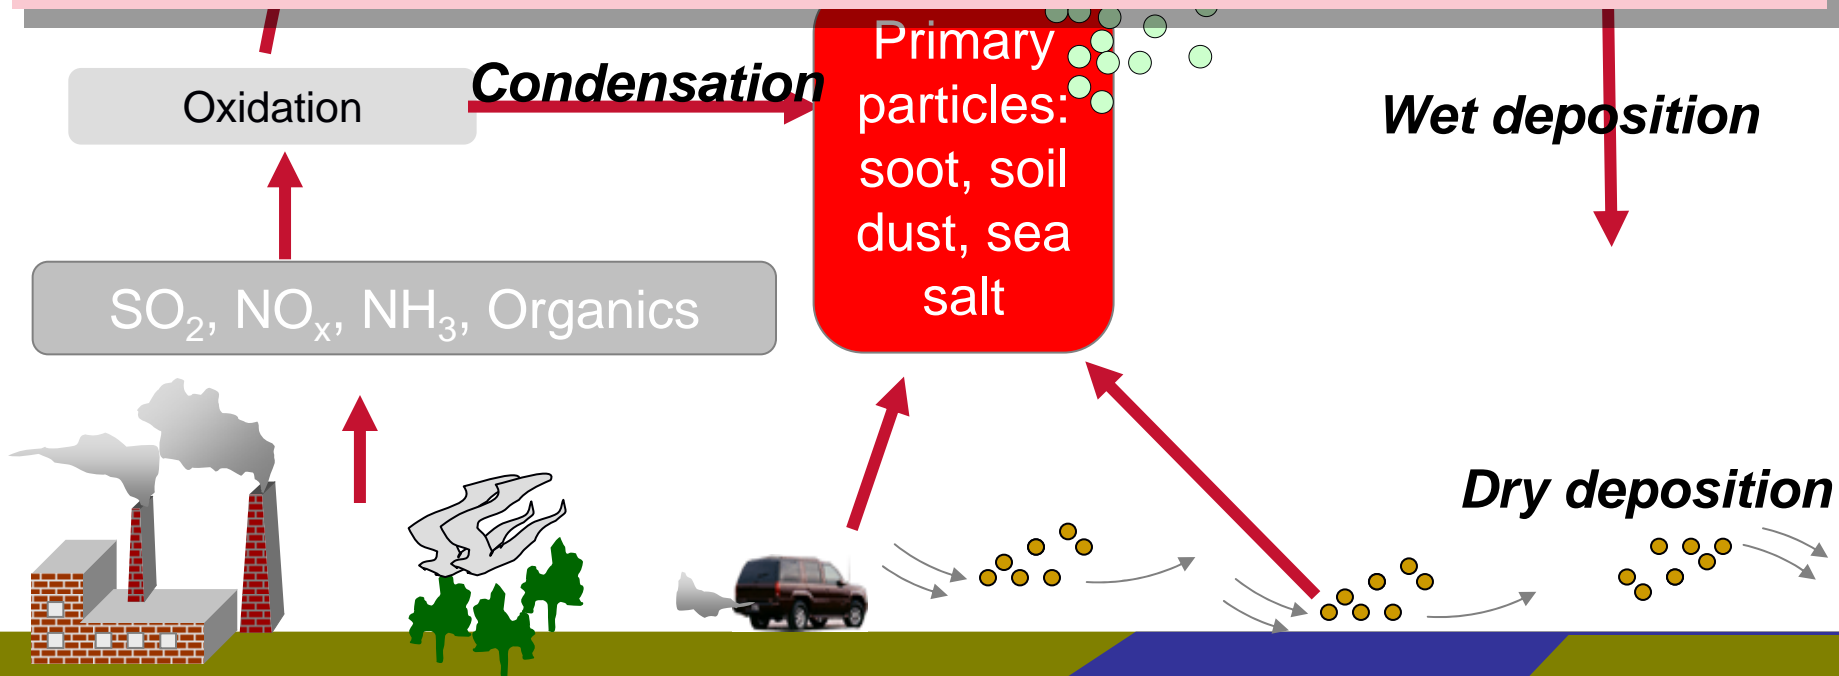 Oxidation
Condensation
Primary
particles:
soot, soil
dust, sea
salt
Wet deposition
SO₂, NOₓ, NH₃, Organics
Dry deposition